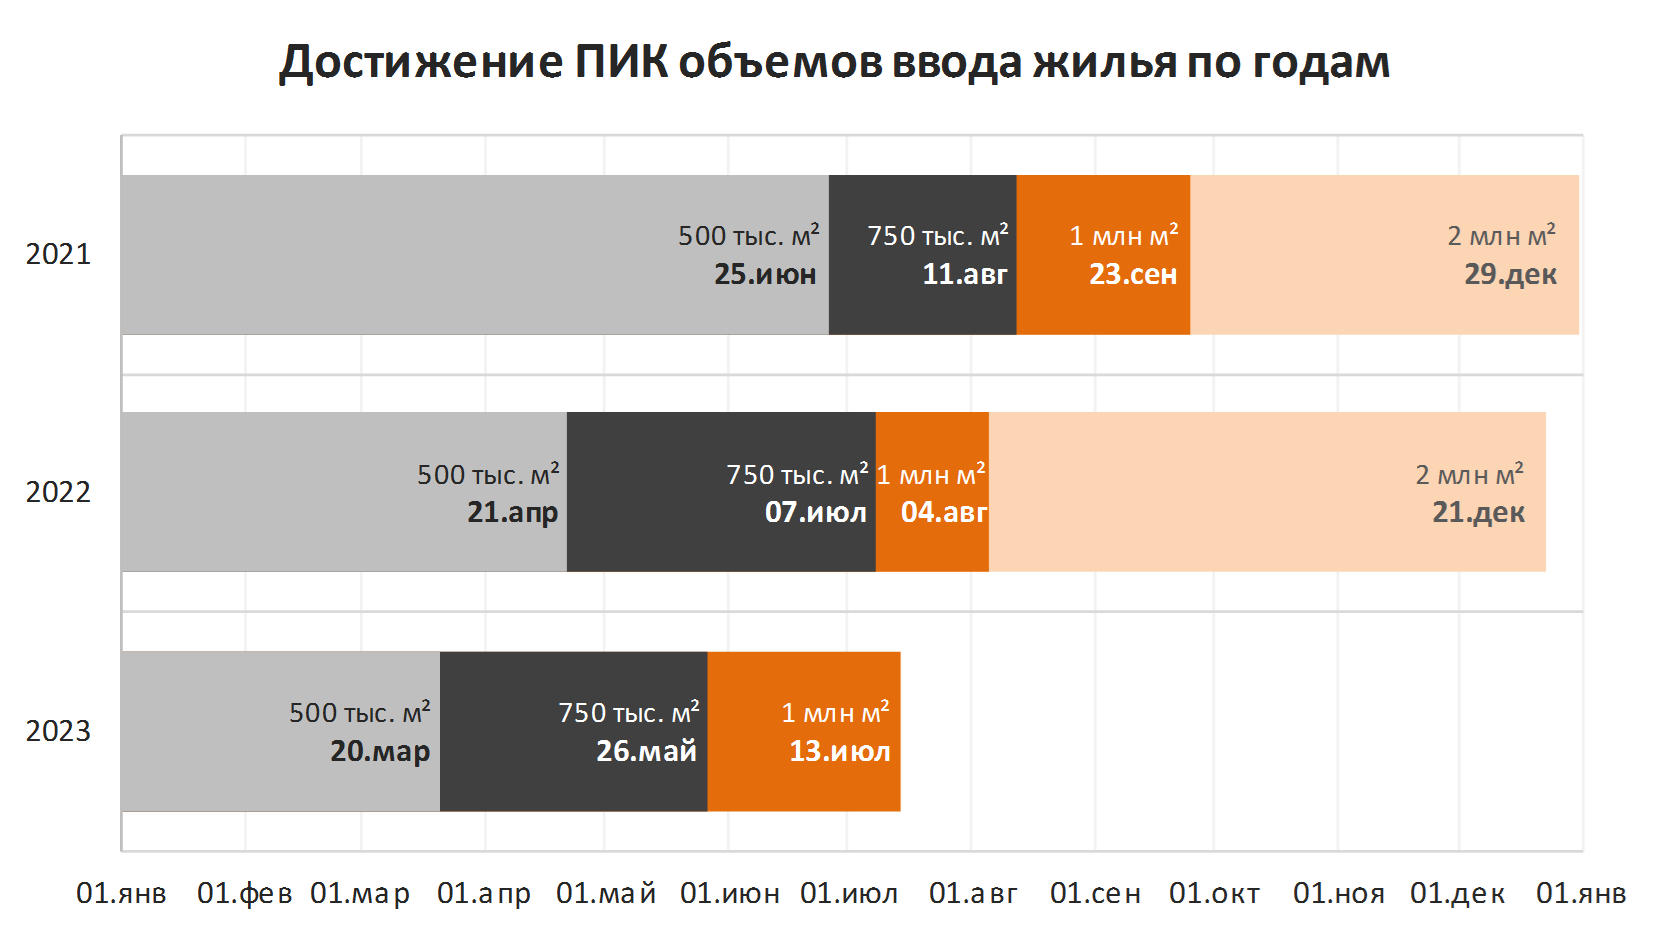 Достижение ПИК объемов ввода жилья по годам
2021
500 тыс. м²
25.июн
750 тыс. м²
11.авг
1 млн м²
23.сен
2 млн м²
29.дек
2022
500 тыс. м²
21.апр
750 тыс. м²
07.июл
1 млн м²
04.авг
2 млн м²
21.дек
2023
500 тыс. м²
20.мар
750 тыс. м²
26.май
1 млн м²
13.июл
01.янв 01.фев 01.мар 01.апр 01.май 01.июн 01.июл 01.авг 01.сен 01.окт 01.ноя 01.дек 01.янв